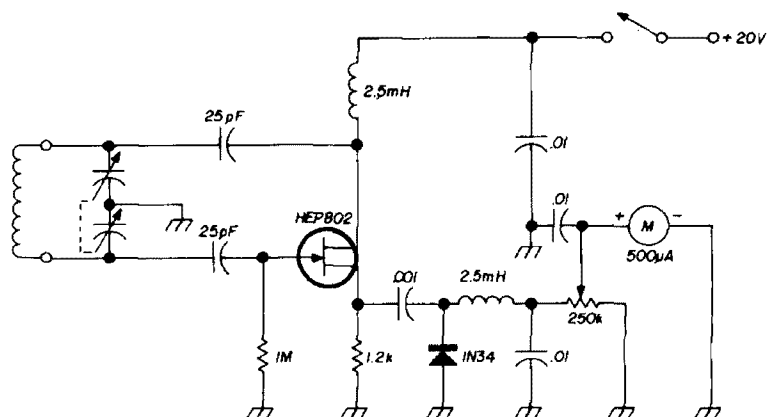 +20V
2.5mH
25pF
.01
.01
HEP802
+ M -
25pF
500µA
.001
2.5mH
250k
1M
1.2k
1N34
.01